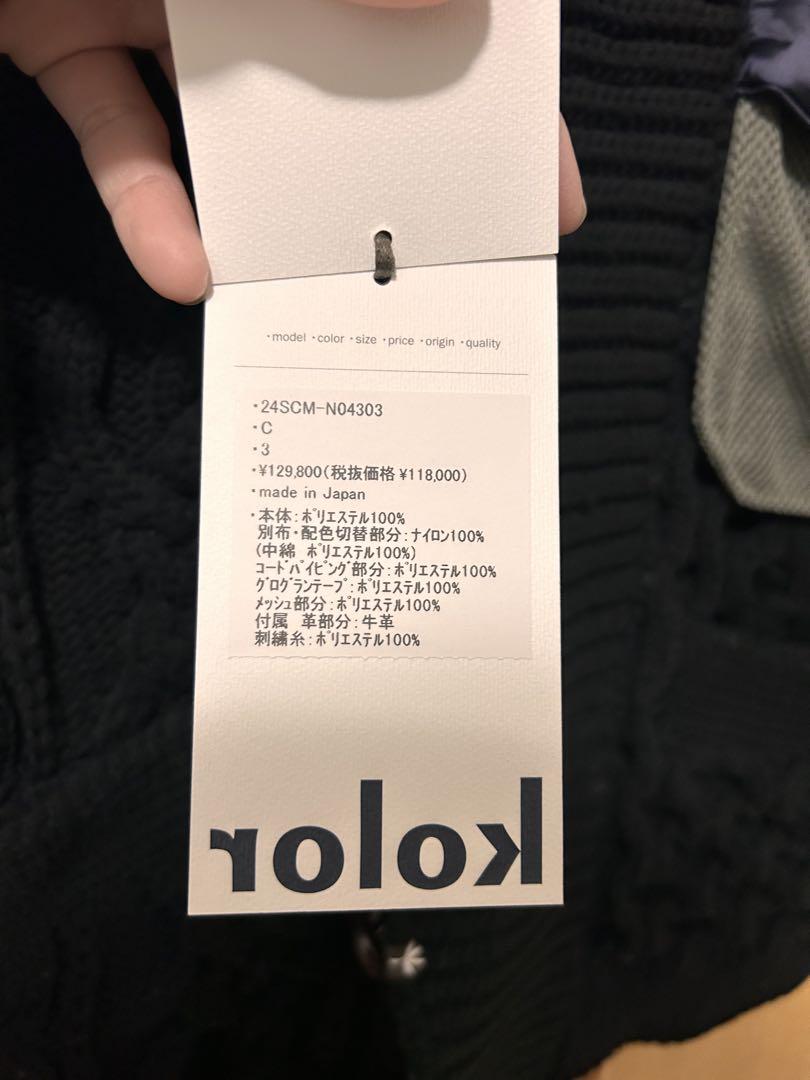 ・model ・color ・size ・price ・origin ・quality
・24SCM-N04303
・C
・3
・¥129,800(税抜価格 ¥118,000)
・made in Japan
・本体:ﾎﾟﾘｴｽﾃﾙ100%
別布・配色切替部分:ﾅｲﾛﾝ100%
(中綿 ﾎﾟﾘｴｽﾃﾙ100%)
ｺｰﾄﾞﾊﾟｲﾋﾟﾝｸﾞ部分:ﾎﾟﾘｴｽﾃﾙ100%
ｸﾞﾛｸﾞﾗﾝﾃｰﾌﾟ:ﾎﾟﾘｴｽﾃﾙ100%
ﾒｯｼｭ部分:ﾎﾟﾘｴｽﾃﾙ100%
付属 革部分:牛革
刺繍糸:ﾎﾟﾘｴｽﾃﾙ100%
kolor